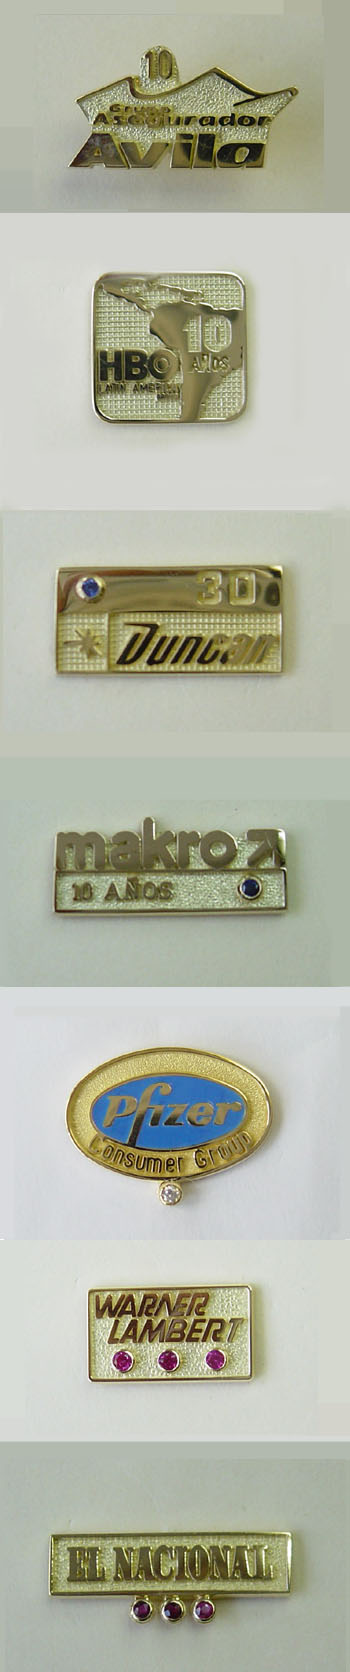 10
Grupo
Asegurador
Avila
10
AÑOS
HBO
LATIN AMERICA
30
Duncan
makro
10 AÑOS
Pfizer
Consumer Group
WARNER
LAMBERT
EL NACIONAL